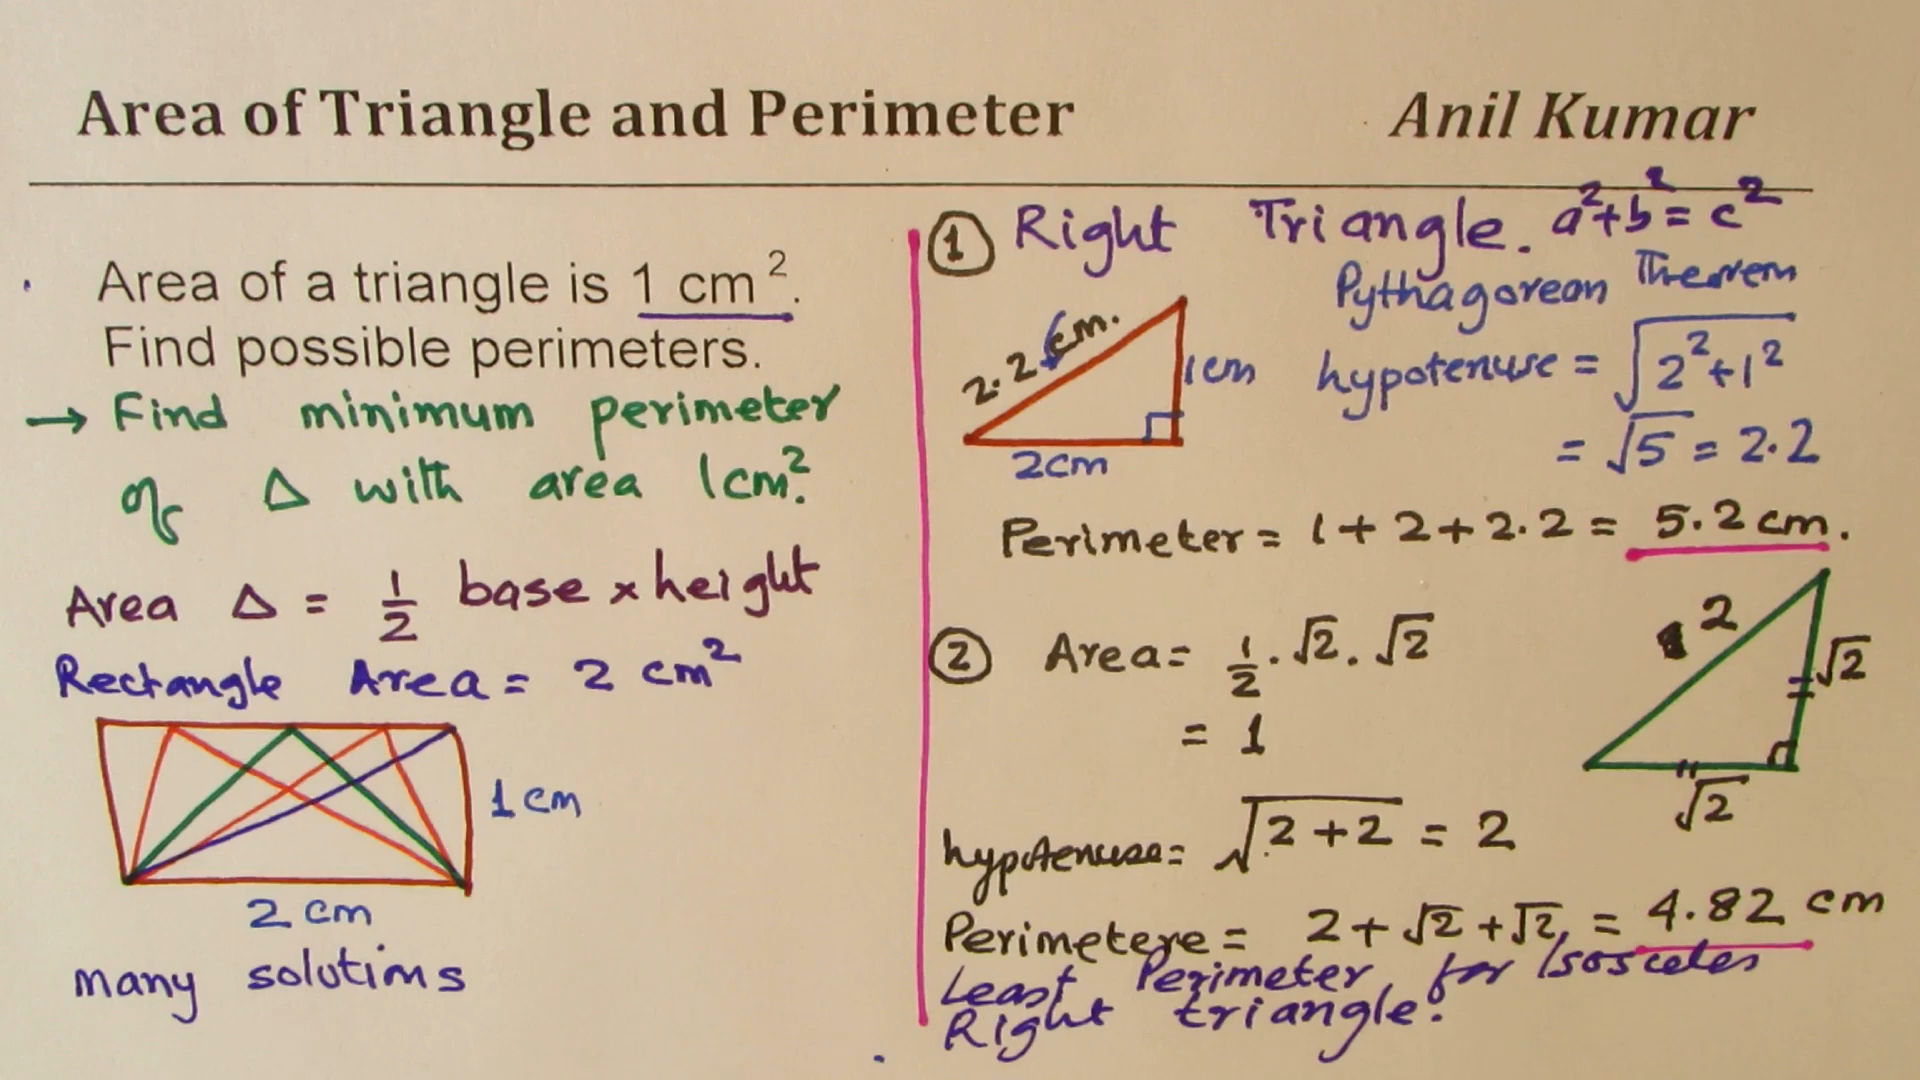 Area of Triangle and Perimeter
Anil Kumar
Area of a triangle is 1 cm².
Find possible perimeters.
→ Find minimum perimeter
of Δ with area 1cm².
Area Δ = 1/2 base × height
Rectangle Area = 2 cm²
1 cm
2 cm
many solutions
① Right Triangle. a²+b²= c²
Pythagorean Theorem
2.2 cm.
1cm
2cm
hypotenuse = √2²+1²
= √5 = 2.2
Perimeter = 1 + 2 + 2.2 = 5.2 cm.
② Area = 1/2 . √2 . √2
= 1
2
√2
√2
hypotenuse = √2+2 = 2
Perimetere = 2 + √2 + √2 = 4.82 cm
Least Perimeter for Isosceles
Right triangle.